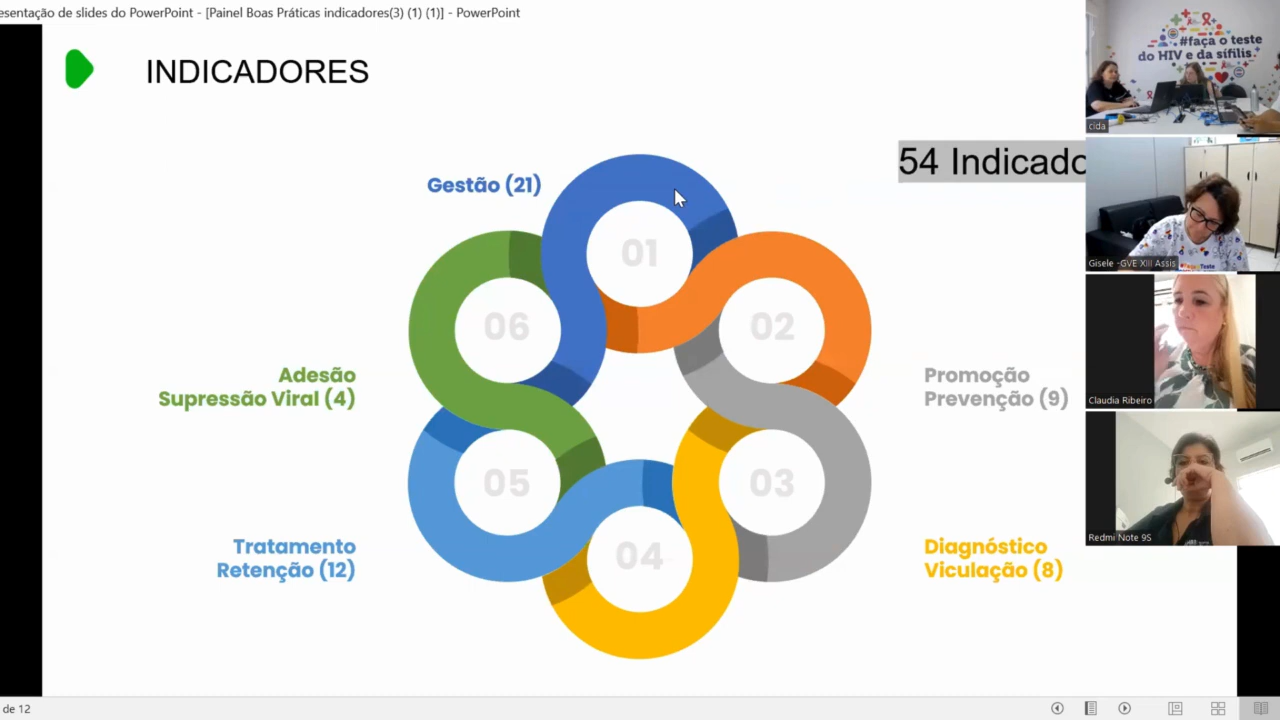 esentação de slides do PowerPoint - [Painel Boas Práticas indicadores(3) (1) (1)] - PowerPoint
INDICADORES
54 Indicado
Gestão (21)
01
02
03
04
05
06
Adesão
Supressão Viral (4)
Promoção
Prevenção (9)
Tratamento
Retenção (12)
Diagnóstico
Viculação (8)
#faça o teste
do HIV e da sífilis.
cida
Gisele -GVE XIII Assis
Claudia Ribeiro
Redmi Note 9S
de 12